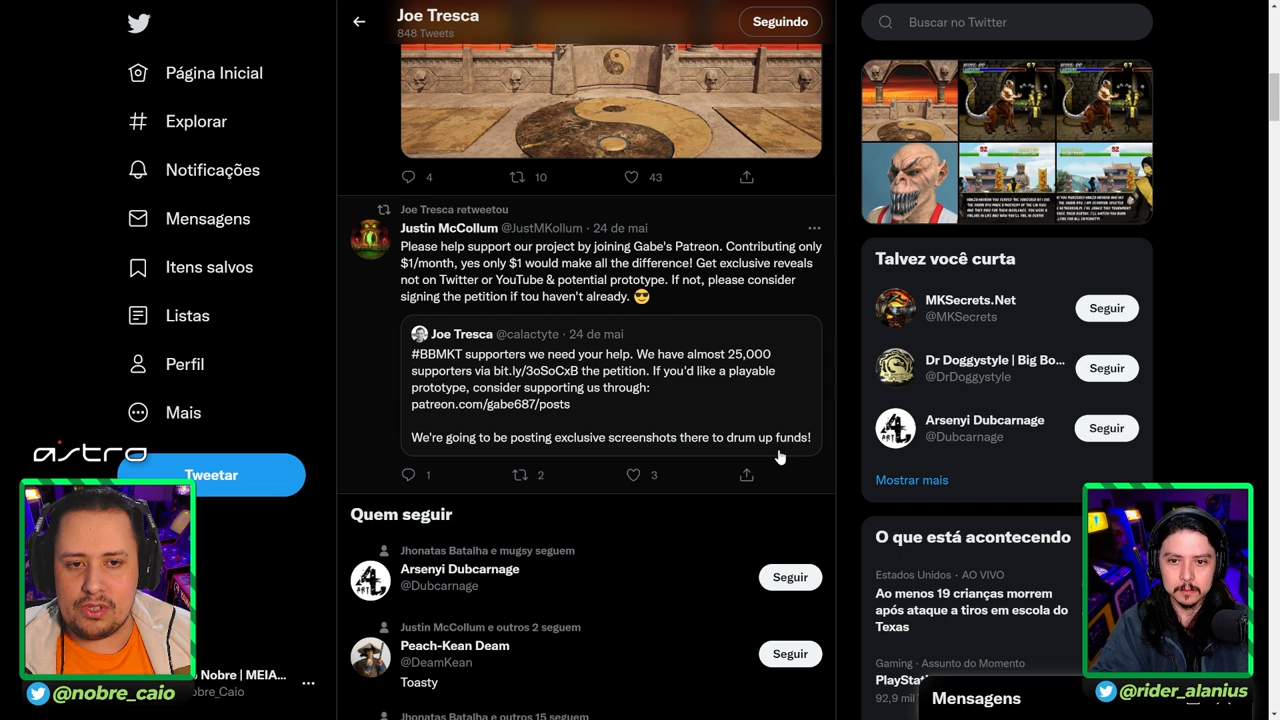 Joe Tresca
848 Tweets
Seguindo
Buscar no Twitter
Página Inicial
Explorar
Notificações
Mensagens
Itens salvos
Listas
Perfil
Mais
Tweetar
4
10
43
Joe Tresca retweetou
Justin McCollum @JustMKollum · 24 de mai
Please help support our project by joining Gabe's Patreon. Contributing only
$1/month, yes only $1 would make all the difference! Get exclusive reveals
not on Twitter or YouTube & potential prototype. If not, please consider
signing the petition if tou haven't already. 😎
Joe Tresca @calactyte · 24 de mai
#BBMKT supporters we need your help. We have almost 25,000
supporters via bit.ly/3oSoCxB the petition. If you'd like a playable
prototype, consider supporting us through:
patreon.com/gabe687/posts
We're going to be posting exclusive screenshots there to drum up funds!
1
2
3
Quem seguir
Jhonatas Batalha e mugsy seguem
Arsenyi Dubcarnage
@Dubcarnage
Seguir
Justin McCollum e outros 2 seguem
Peach-Kean Deam
@DeamKean
Seguir
Toasty
Jhonatas Batalha e outros 15 seguem
Talvez você curta
MKSecrets.Net
@MKSecrets
Seguir
Dr Doggystyle | Big Bo...
@DrDoggystyle
Seguir
Arsenyi Dubcarnage
@Dubcarnage
Seguir
Mostrar mais
O que está acontecendo
Estados Unidos · AO VIVO
Ao menos 19 crianças morrem
após ataque a tiros em escola do
Texas
Gaming · Assunto do Momento
92,9 mil
Mensagens
astro
Nobre | MEIA...
@nobre_caio
@rider_alanius